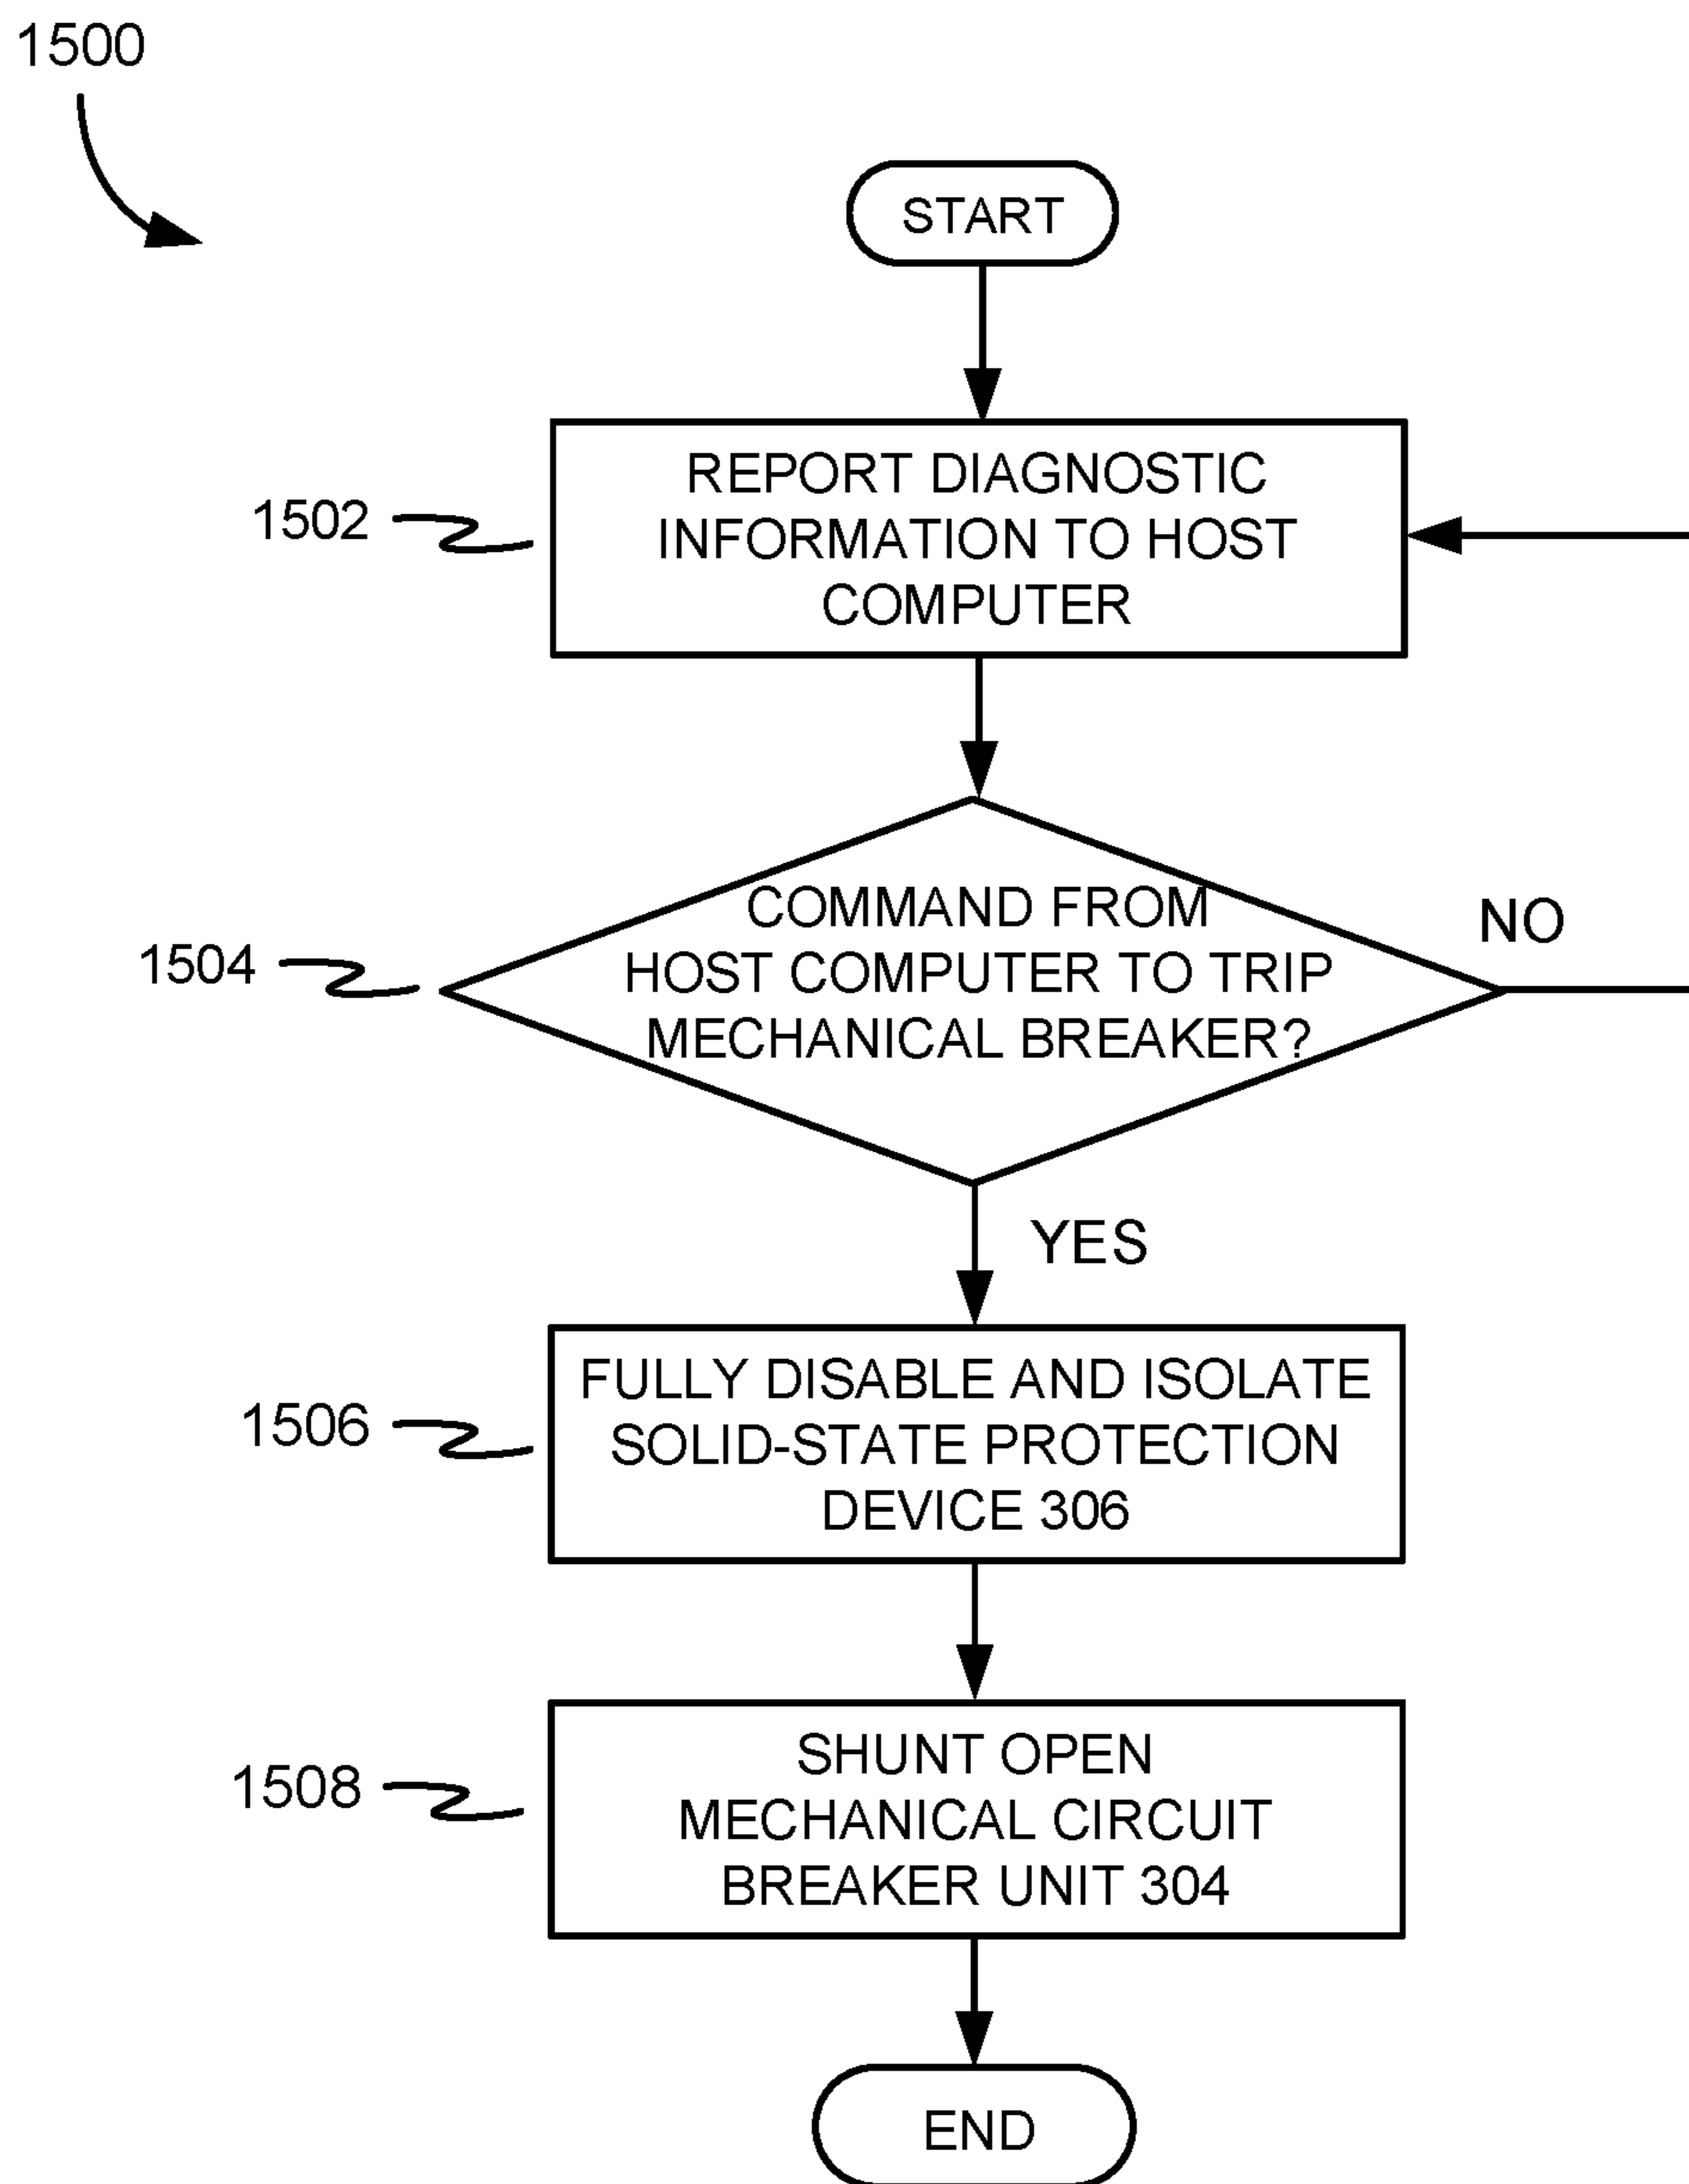 1500
START
1502
REPORT DIAGNOSTIC
INFORMATION TO HOST
COMPUTER
1504
COMMAND FROM
HOST COMPUTER TO TRIP
MECHANICAL BREAKER?
NO
YES
1506
FULLY DISABLE AND ISOLATE
SOLID-STATE PROTECTION
DEVICE 306
1508
SHUNT OPEN
MECHANICAL CIRCUIT
BREAKER UNIT 304
END